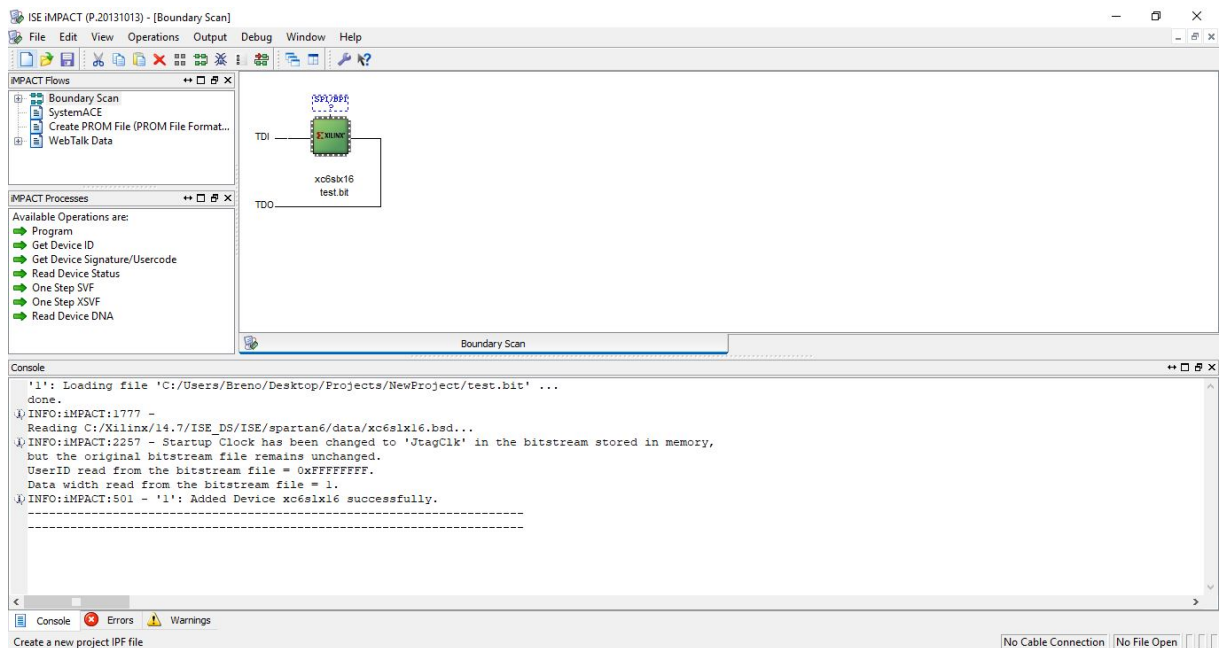 ISE iMPACT (P.20131013) - [Boundary Scan]
File Edit View Operations Output Debug Window Help
iMPACT Flows
Boundary Scan
SystemACE
Create PROM File (PROM File Format...
WebTalk Data
iMPACT Processes
Available Operations are:
Program
Get Device ID
Get Device Signature/Usercode
Read Device Status
One Step SVF
One Step XSVF
Read Device DNA
SPI/BPI
?
TDI
XILINX
xc6slx16
test.bit
TDO
Boundary Scan
Console
'1': Loading file 'C:/Users/Breno/Desktop/Projects/NewProject/test.bit' ...
done.
INFO:iMPACT:1777 -
Reading C:/Xilinx/14.7/ISE_DS/ISE/spartan6/data/xc6slx16.bsd...
INFO:iMPACT:2257 - Startup Clock has been changed to 'JtagClk' in the bitstream stored in memory,
but the original bitstream file remains unchanged.
UserID read from the bitstream file = 0xFFFFFFFF.
Data width read from the bitstream file = 1.
INFO:iMPACT:501 - '1': Added Device xc6slx16 successfully.
----------------------------------------------------------------------
----------------------------------------------------------------------
Console Errors Warnings
Create a new project IPF file
No Cable Connection No File Open